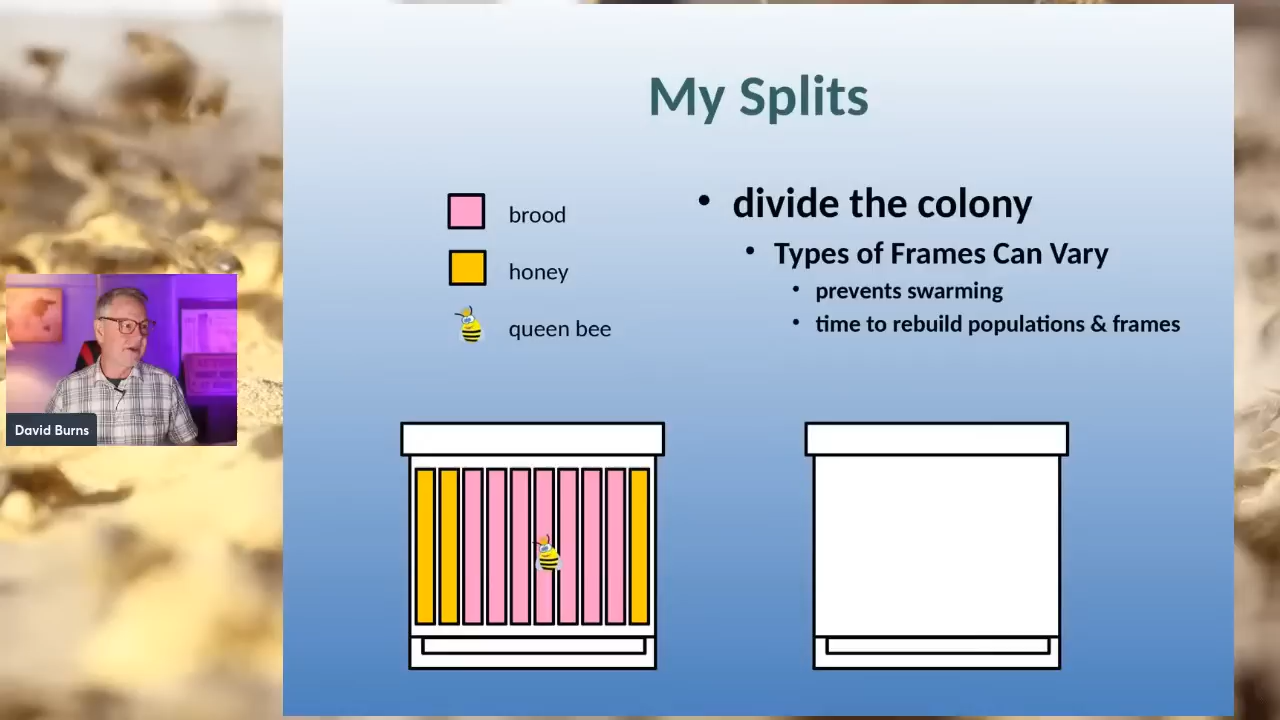 My Splits
brood
honey
queen bee
• divide the colony
• Types of Frames Can Vary
• prevents swarming
• time to rebuild populations & frames
David Burns